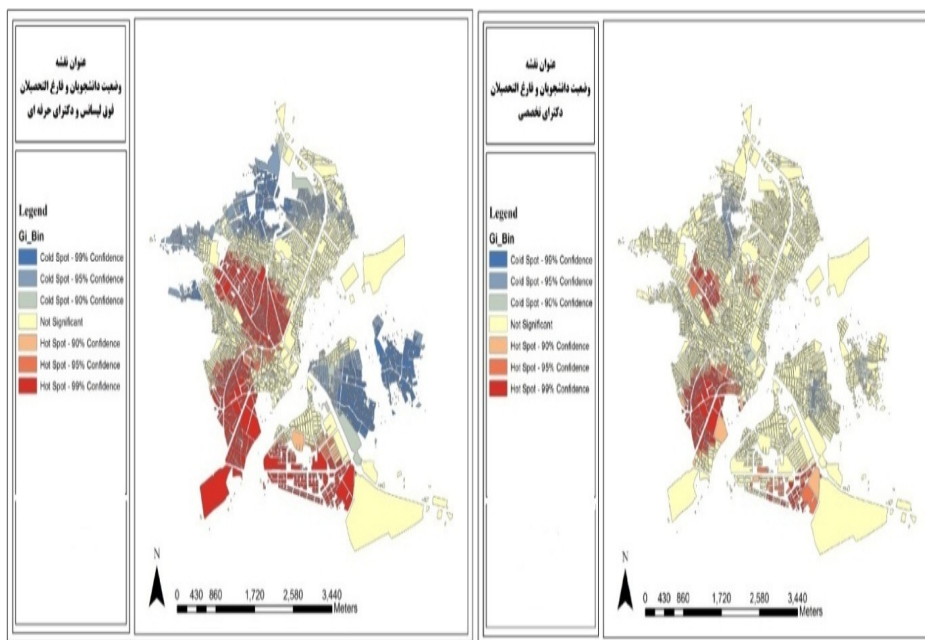 عنوان نقشه
وضعیت دانشجویان و فارغ التحصیلان
فوق لیسانس و دکترای حرفه ای
Legend
Gi_Bin
Cold Spot - 99% Confidence
Cold Spot - 95% Confidence
Cold Spot - 90% Confidence
Not Significant
Hot Spot - 90% Confidence
Hot Spot - 95% Confidence
Hot Spot - 99% Confidence
N
0 430 860 1,720 2,580 3,440
Meters
عنوان نقشه
وضعیت دانشجویان و فارغ التحصیلان
دکترای تخصصی
Legend
Gi_Bin
Cold Spot - 99% Confidence
Cold Spot - 95% Confidence
Cold Spot - 90% Confidence
Not Significant
Hot Spot - 90% Confidence
Hot Spot - 95% Confidence
Hot Spot - 99% Confidence
N
0 430 860 1,720 2,580 3,440
Meters